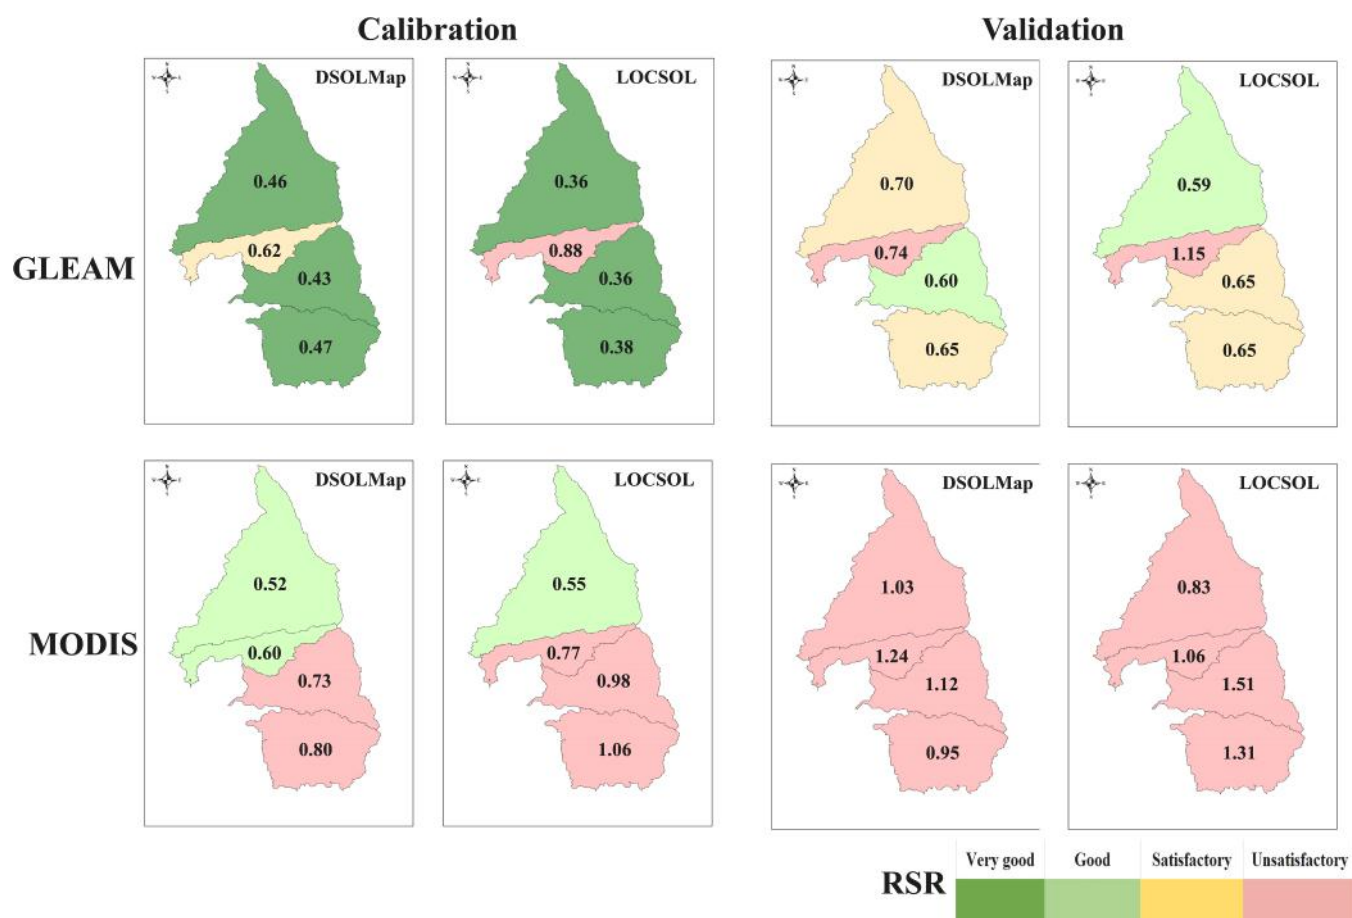 Calibration Validation
DSOLMap LOCSOL DSOLMap LOCSOL
0.46 0.36 0.70 0.59
0.62 0.88 0.74 1.15
GLEAM
0.43 0.36 0.60 0.65
0.47 0.38 0.65 0.65
DSOLMap LOCSOL DSOLMap LOCSOL
0.52 0.55 1.03 0.83
MODIS
0.60 0.77 1.24 1.06
0.73 0.98 1.12 1.51
0.80 1.06 0.95 1.31
Very good Good Satisfactory Unsatisfactory
RSR